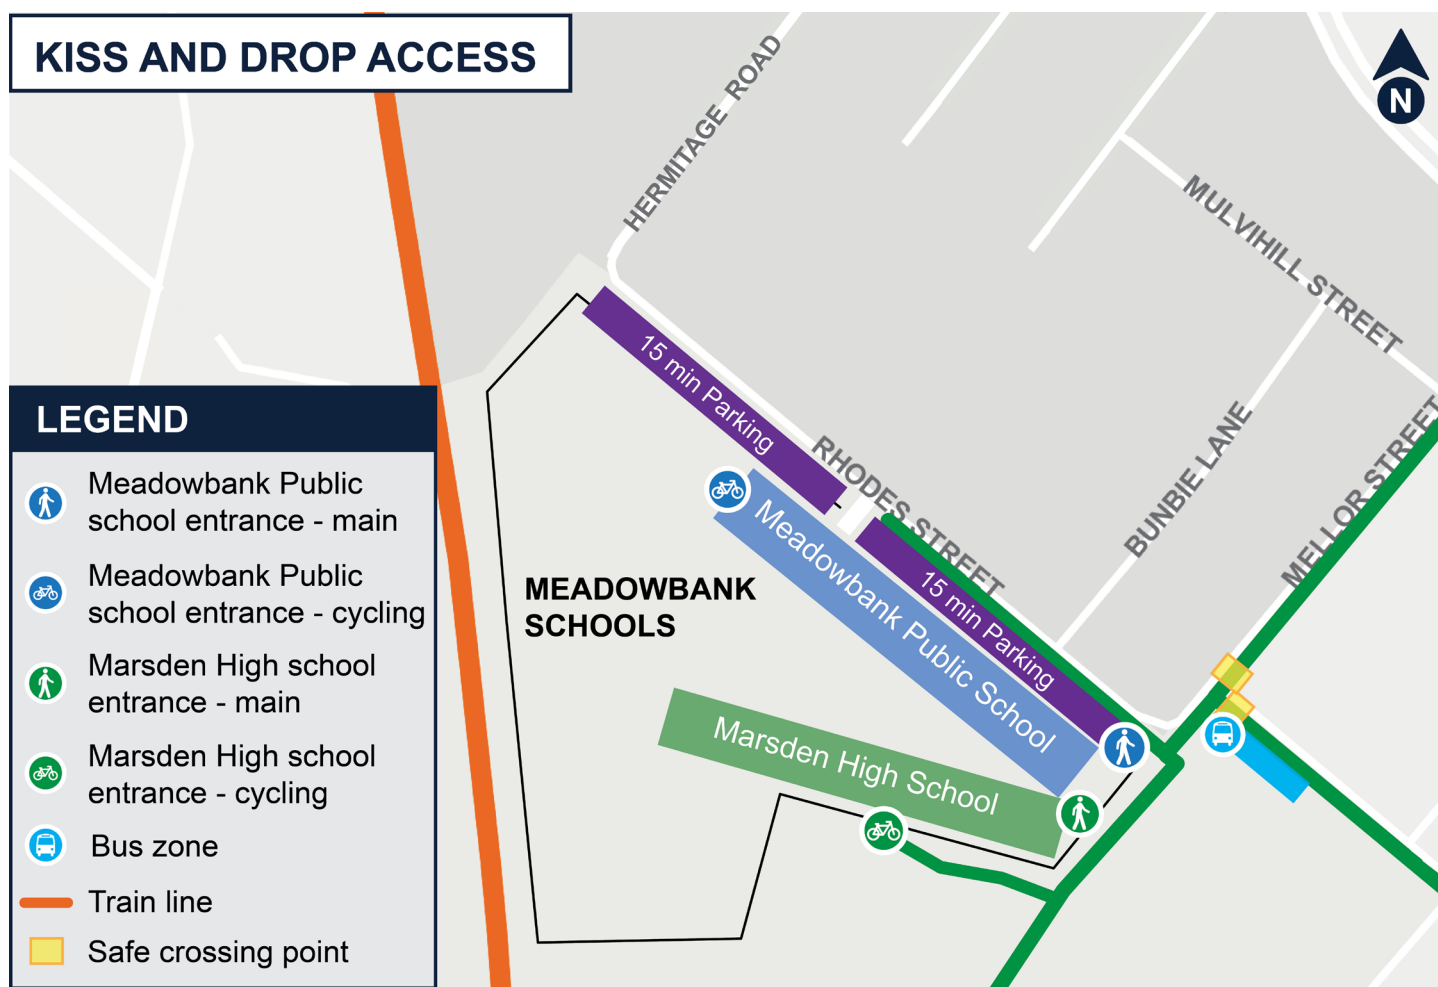 KISS AND DROP ACCESS
N
HERMITAGE ROAD
MULVIHILL STREET
15 min Parking
RHODES STREET
BUNBIE LANE
MELLOR STREET
15 min Parking
Meadowbank Public School
MEADOWBANK
SCHOOLS
Marsden High School
LEGEND
Meadowbank Public
school entrance - main
Meadowbank Public
school entrance - cycling
Marsden High school
entrance - main
Marsden High school
entrance - cycling
Bus zone
Train line
Safe crossing point